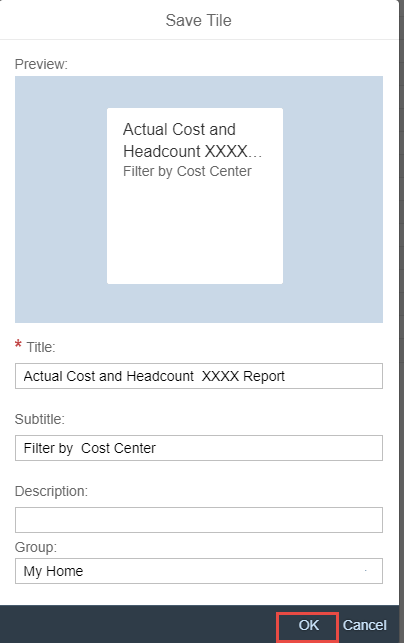 Save Tile
Preview:
Actual Cost and
Headcount XXXX...
Filter by Cost Center
* Title:
Actual Cost and Headcount  XXXX Report
Subtitle:
Filter by  Cost Center
Description:
Group:
My Home
OK Cancel